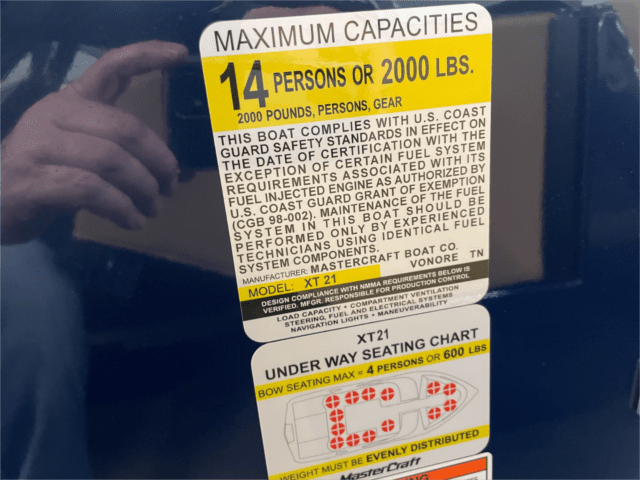 MAXIMUM CAPACITIES
14 PERSONS OR 2000 LBS.
2000 POUNDS, PERSONS, GEAR
THIS BOAT COMPLIES WITH U.S. COAST
GUARD SAFETY STANDARDS IN EFFECT ON
THE DATE OF CERTIFICATION WITH THE
EXCEPTION OF CERTAIN FUEL SYSTEM
REQUIREMENTS ASSOCIATED WITH ITS
FUEL INJECTED ENGINE AS AUTHORIZED BY
U.S. COAST GUARD GRANT OF EXEMPTION
(CGB 98-002). MAINTENANCE OF THE FUEL
SYSTEM IN THIS BOAT SHOULD BE
PERFORMED ONLY BY EXPERIENCED
TECHNICIANS USING IDENTICAL FUEL
SYSTEM COMPONENTS.
MANUFACTURER: MASTERCRAFT BOAT CO.
VONORE TN
MODEL: XT 21
DESIGN COMPLIANCE WITH NMMA REQUIREMENTS BELOW IS
VERIFIED. MFGR. RESPONSIBLE FOR PRODUCTION CONTROL
LOAD CAPACITY • COMPARTMENT VENTILATION
STEERING, FUEL AND ELECTRICAL SYSTEMS
NAVIGATION LIGHTS • MANEUVERABILITY
XT21
UNDER WAY SEATING CHART
BOW SEATING MAX = 4 PERSONS OR 600 LBS
WEIGHT MUST BE EVENLY DISTRIBUTED
MasterCraft